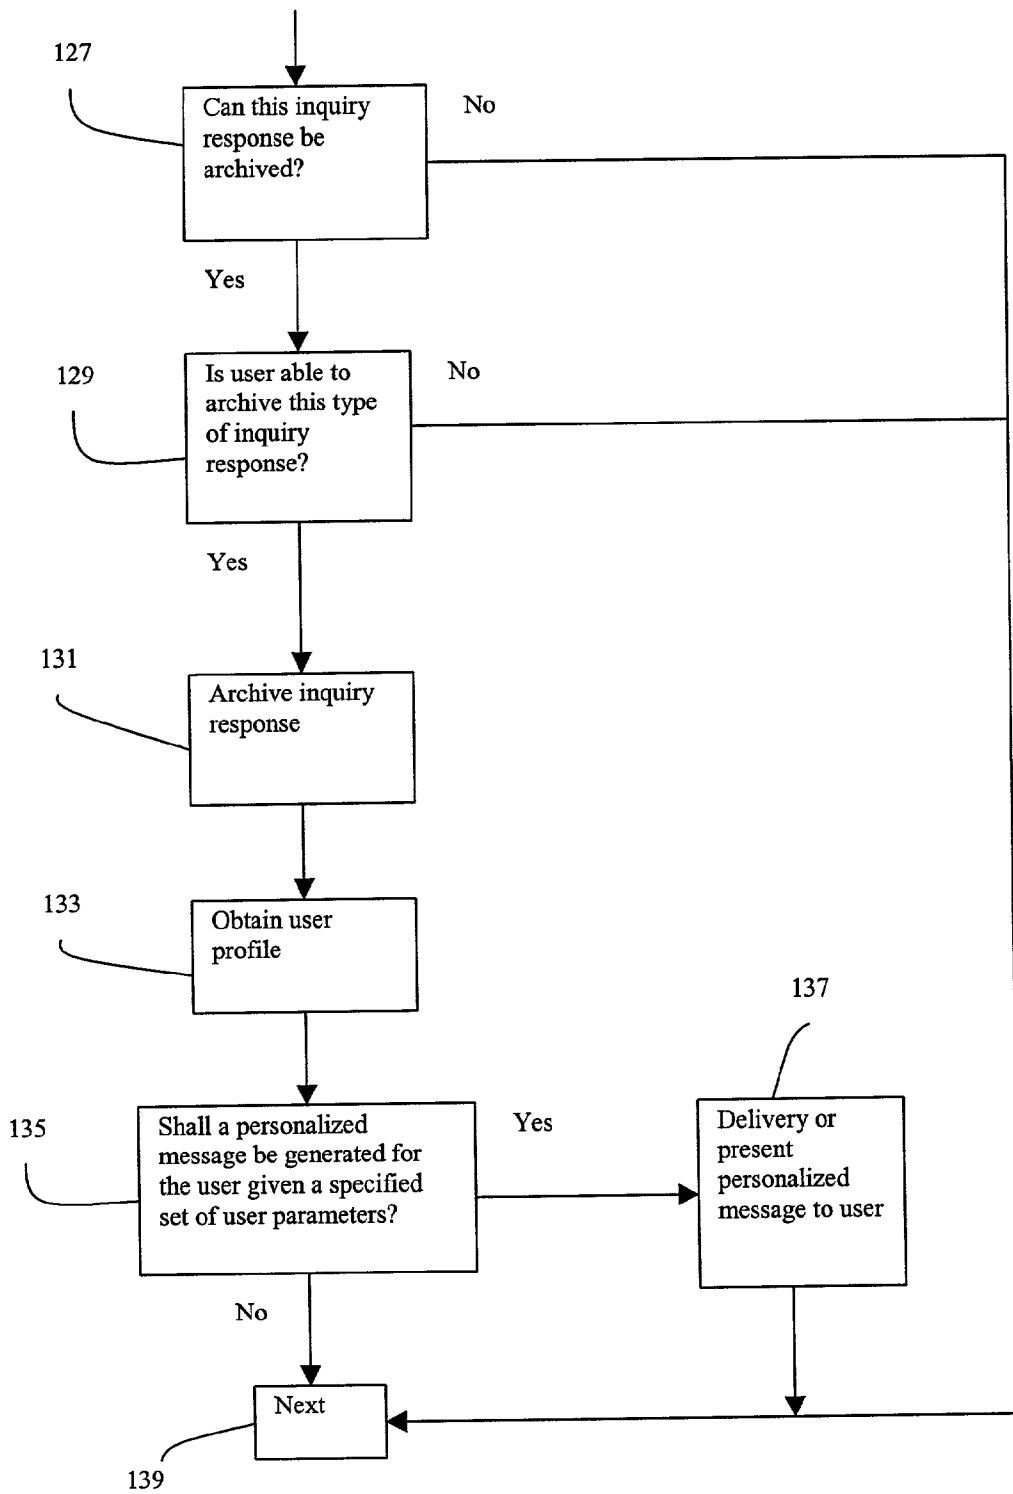 127
Can this inquiry
response be
archived?
No
Yes
129
Is user able to
archive this type
of inquiry
response?
No
Yes
131
Archive inquiry
response
133
Obtain user
profile
137
135
Shall a personalized
message be generated for
the user given a specified
set of user parameters?
Yes
Delivery or
present
personalized
message to user
No
Next
139